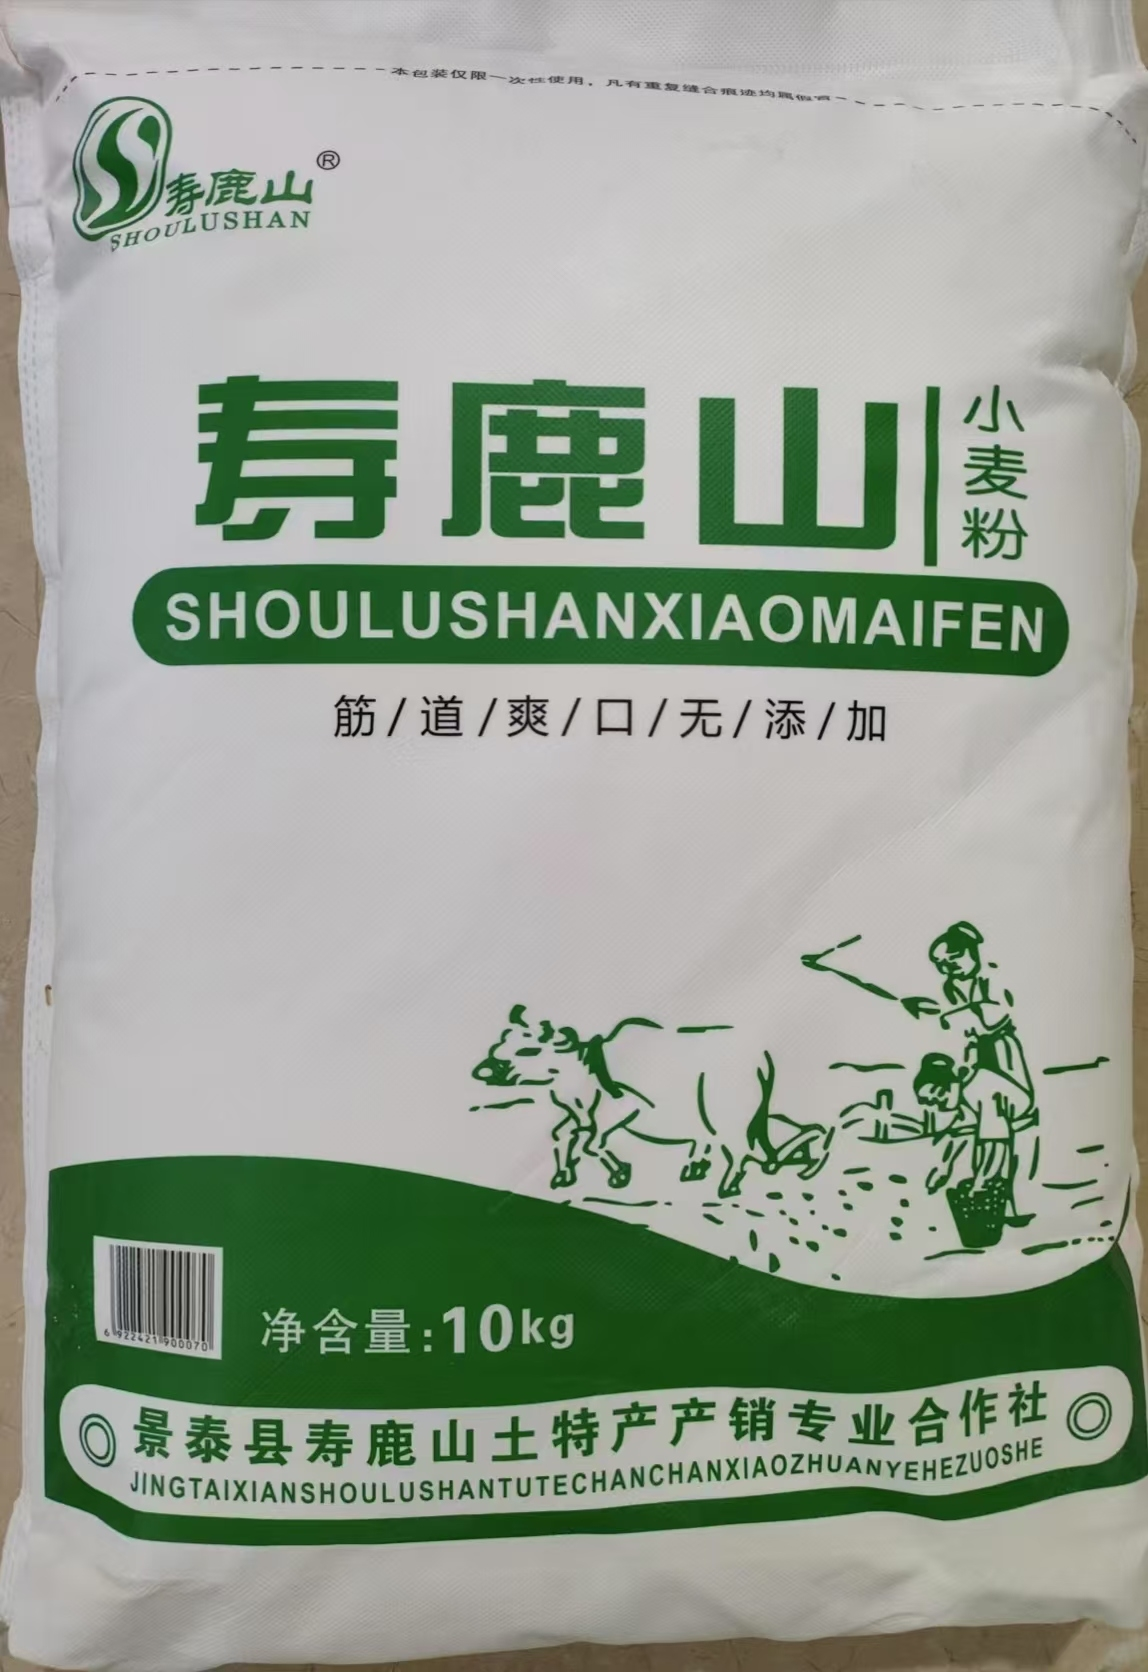 本包装仅限一次性使用，凡有重复缝合痕迹均属假冒
寿鹿山®
SHOULUSHAN
寿鹿山
小麦粉
SHOULUSHANXIAOMAIFEN
筋/道/爽/口/无/添/加
6 922421 900070
净含量:10kg
景泰县寿鹿山土特产产销专业合作社
JINGTAIXIANSHOULUSHANTUTECHANCHANXIAOZHUANYEHEZUOSHE